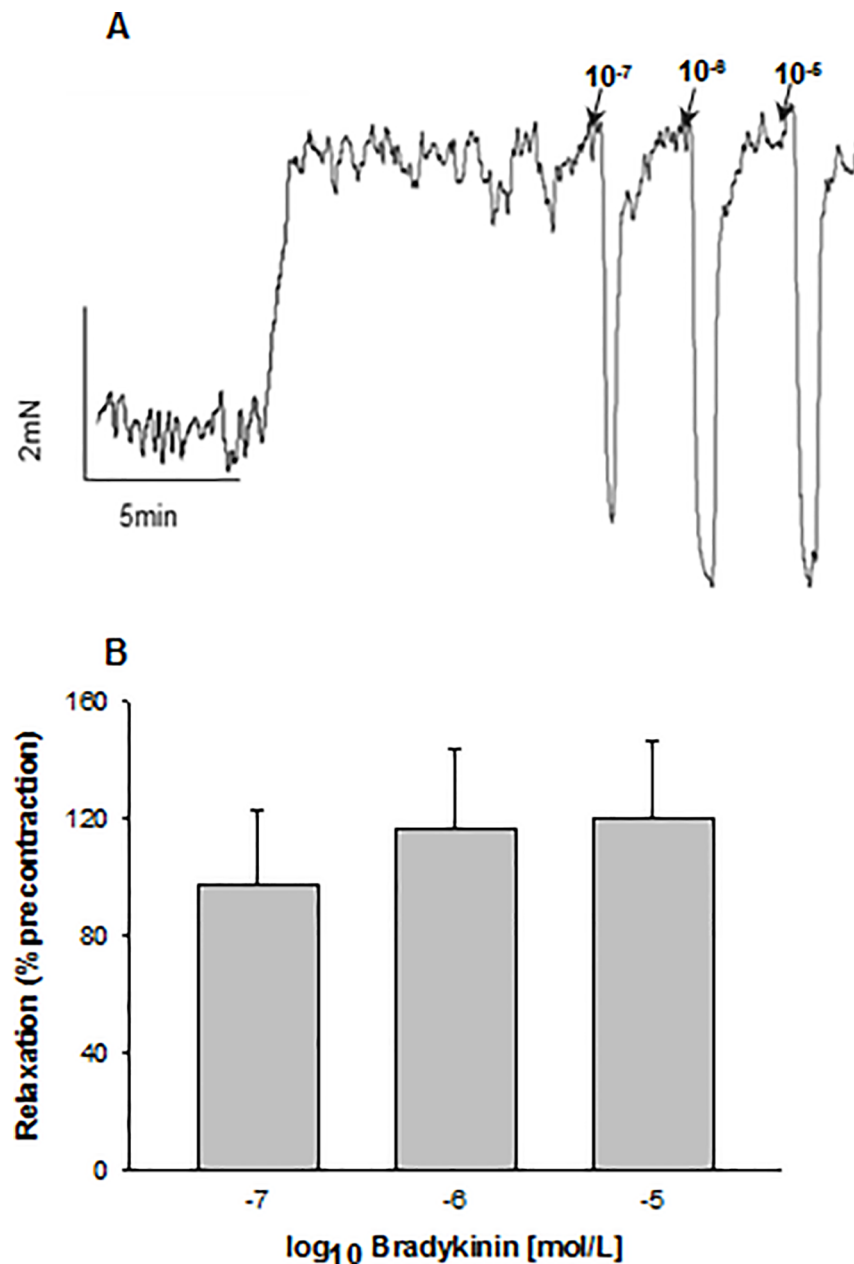 A
10⁻⁷ 10⁻⁶ 10⁻⁵
2mN
5min
B
160
120
80
40
0
Relaxation (% precontraction)
-7 -6 -5
log₁₀ Bradykinin [mol/L]